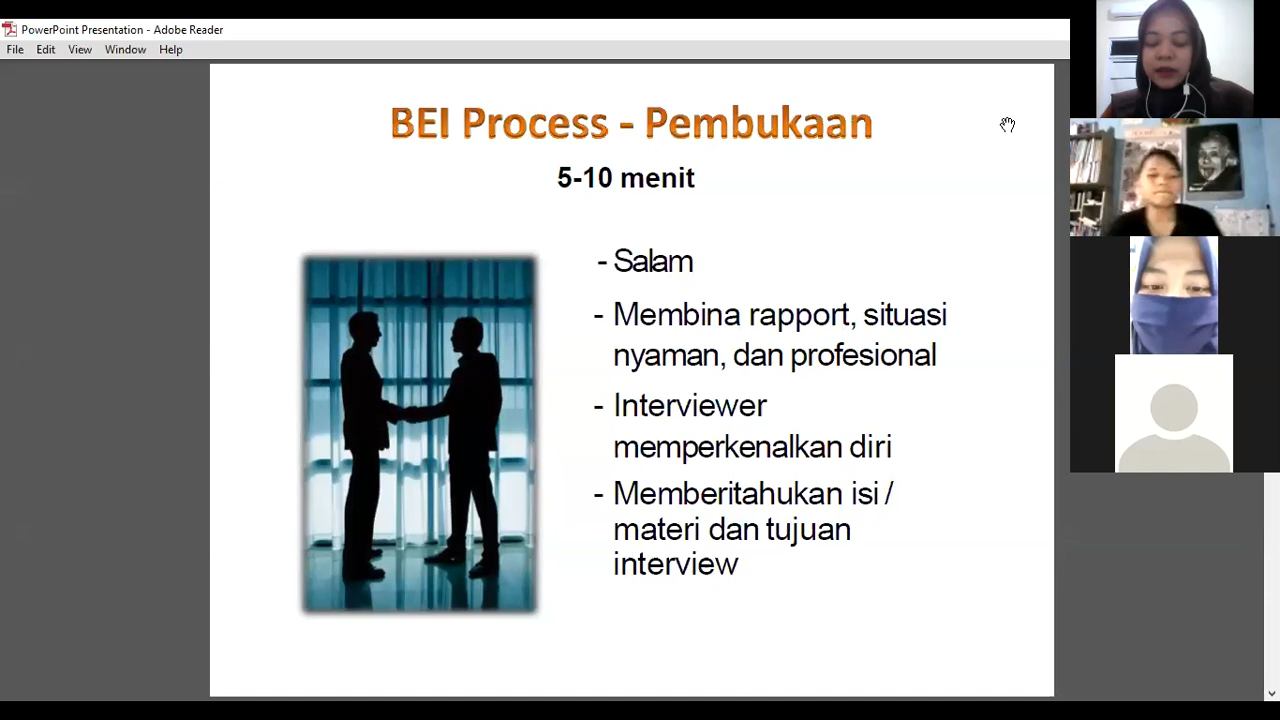 PowerPoint Presentation - Adobe Reader
File Edit View Window Help
BEI Process - Pembukaan
5-10 menit
- Salam
- Membina rapport, situasi
nyaman, dan profesional
- Interviewer
memperkenalkan diri
- Memberitahukan isi /
materi dan tujuan
interview